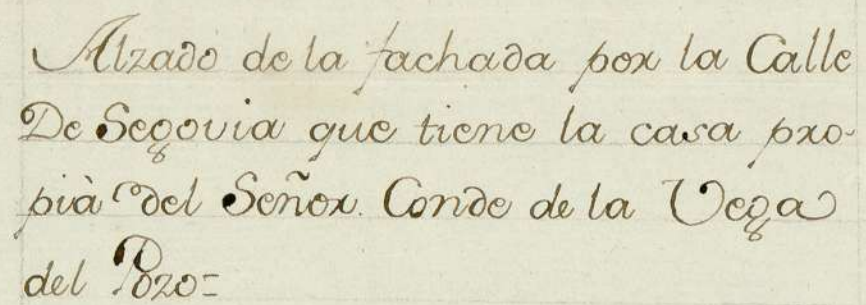 Alzado de la fachada por la Calle
De Segovia que tiene la casa pro-
pià del Señor. Conde de la Vega
del Pozo=